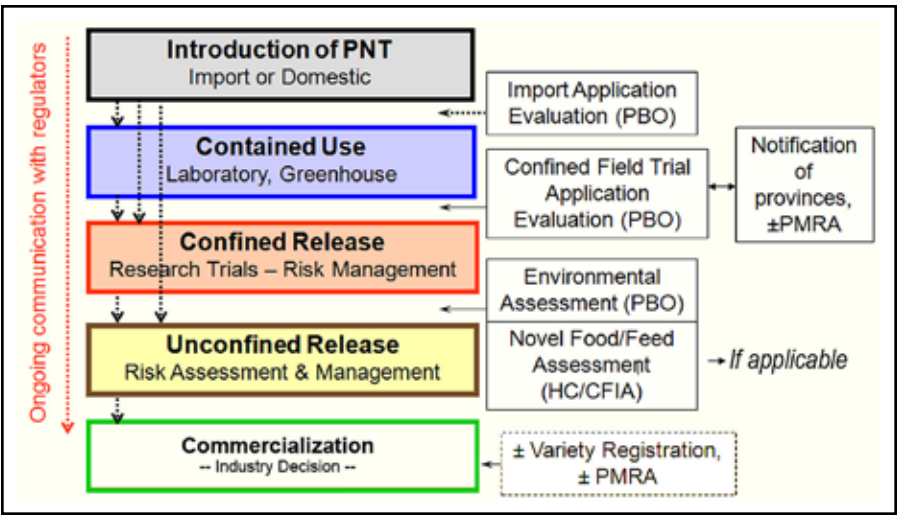 Ongoing communication with regulators
Introduction of PNT
Import or Domestic
Import Application
Evaluation (PBO)
Contained Use
Laboratory, Greenhouse
Confined Field Trial
Application
Evaluation (PBO)
Notification
of
provinces,
±PMRA
Confined Release
Research Trials – Risk Management
Environmental
Assessment (PBO)
Unconfined Release
Risk Assessment & Management
Novel Food/Feed
Assessment
(HC/CFIA)
If applicable
Commercialization
-- Industry Decision --
± Variety Registration,
± PMRA